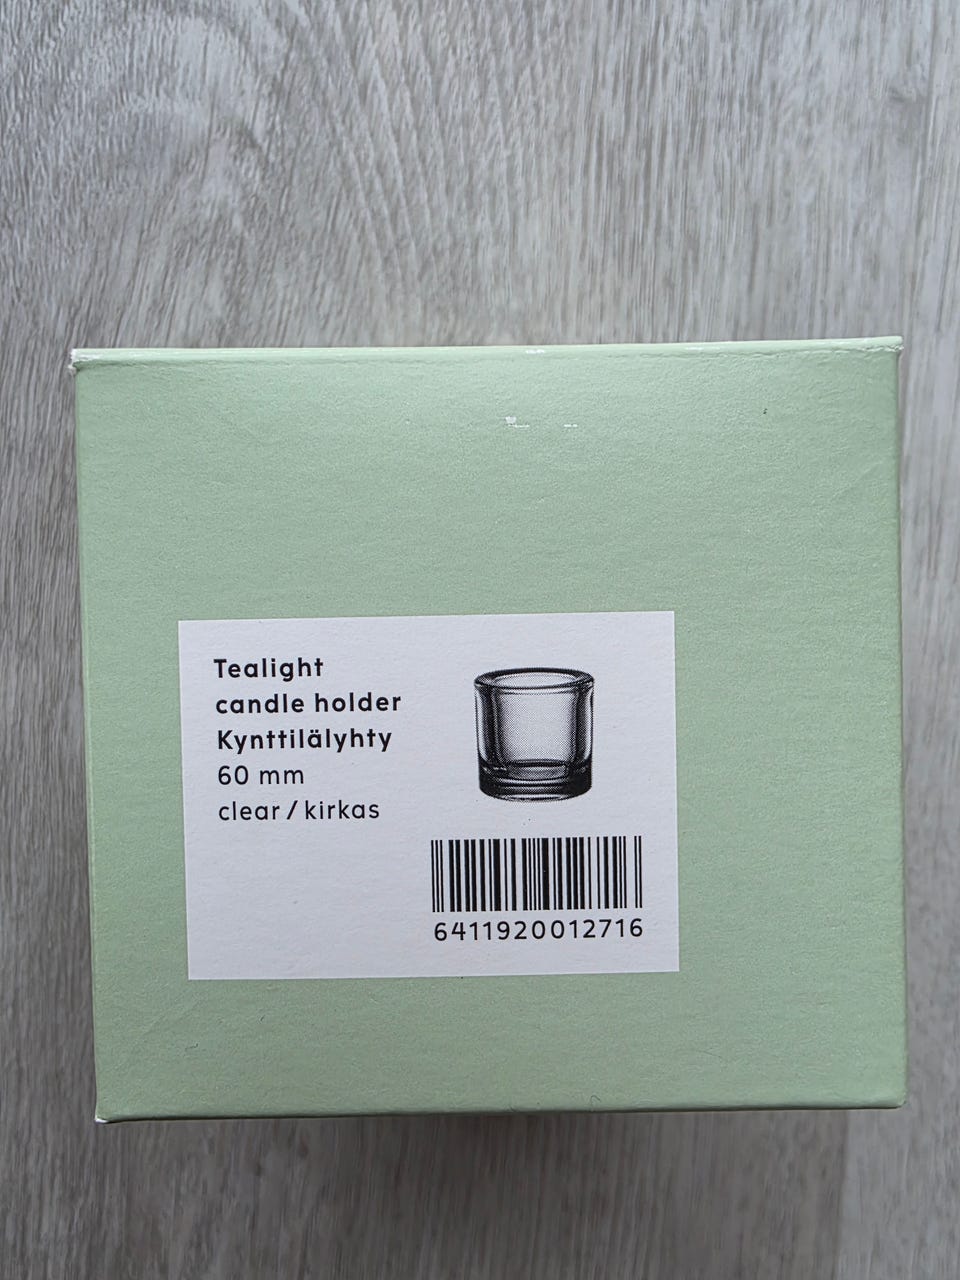 Tealight
candle holder
Kynttilälyhty
60 mm
clear / kirkas
6411920012716